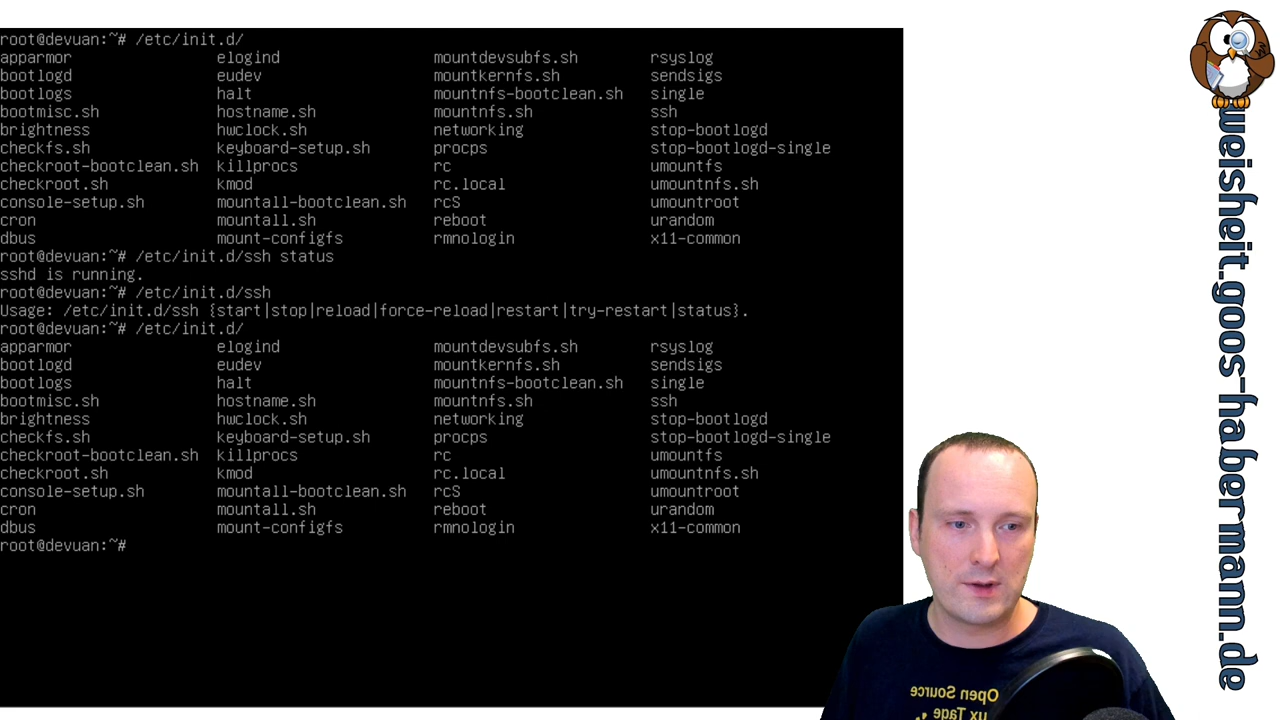 root@devuan:~# /etc/init.d/
apparmor elogind mountdevsubfs.sh rsyslog
bootlogd eudev mountkernfs.sh sendsigs
bootlogs halt mountnfs-bootclean.sh single
bootmisc.sh hostname.sh mountnfs.sh ssh
brightness hwclock.sh networking stop-bootlogd
checkfs.sh keyboard-setup.sh procps stop-bootlogd-single
checkroot-bootclean.sh killprocs rc umountfs
checkroot.sh kmod rc.local umountnfs.sh
console-setup.sh mountall-bootclean.sh rcS umountroot
cron mountall.sh reboot urandom
dbus mount-configfs rmnologin x11-common
root@devuan:~# /etc/init.d/ssh status
sshd is running.
root@devuan:~# /etc/init.d/ssh
Usage: /etc/init.d/ssh {start|stop|reload|force-reload|restart|try-restart|status}.
root@devuan:~# /etc/init.d/
apparmor elogind mountdevsubfs.sh rsyslog
bootlogd eudev mountkernfs.sh sendsigs
bootlogs halt mountnfs-bootclean.sh single
bootmisc.sh hostname.sh mountnfs.sh ssh
brightness hwclock.sh networking stop-bootlogd
checkfs.sh keyboard-setup.sh procps stop-bootlogd-single
checkroot-bootclean.sh killprocs rc umountfs
checkroot.sh kmod rc.local umountnfs.sh
console-setup.sh mountall-bootclean.sh rcS umountroot
cron mountall.sh reboot urandom
dbus mount-configfs rmnologin x11-common
root@devuan:~#
weisheit.goos-habermann.de
Open Source
ux Tage